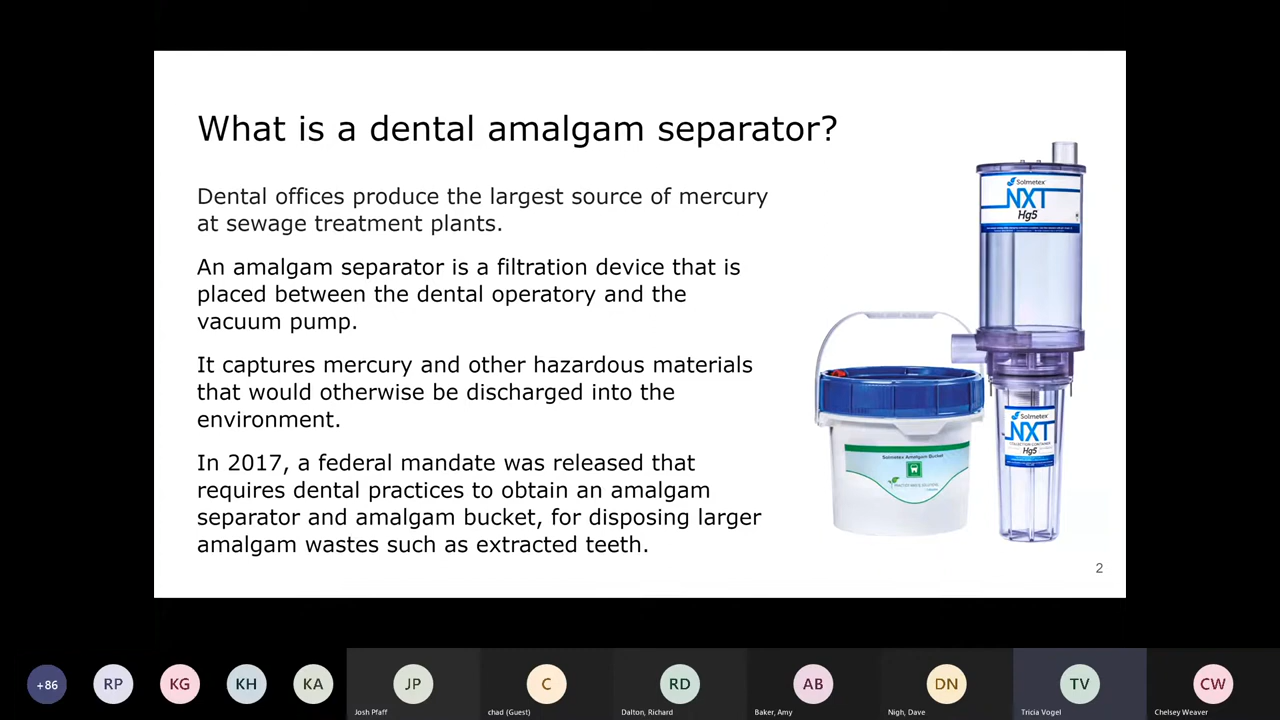 What is a dental amalgam separator?
Dental offices produce the largest source of mercury
at sewage treatment plants.
An amalgam separator is a filtration device that is
placed between the dental operatory and the
vacuum pump.
It captures mercury and other hazardous materials
that would otherwise be discharged into the
environment.
In 2017, a federal mandate was released that
requires dental practices to obtain an amalgam
separator and amalgam bucket, for disposing larger
amalgam wastes such as extracted teeth.
Solmetex
NXT
Hg5
Solmetex
NXT
COLLECTION CONTAINER
Hg5
Solmetex Amalgam Bucket
2
+86
RP
KG
KH
KA
JP
C
RD
AB
DN
TV
CW
Josh Pfaff
chad (Guest)
Dalton, Richard
Baker, Amy
Nigh, Dave
Tricia Vogel
Chelsey Weaver